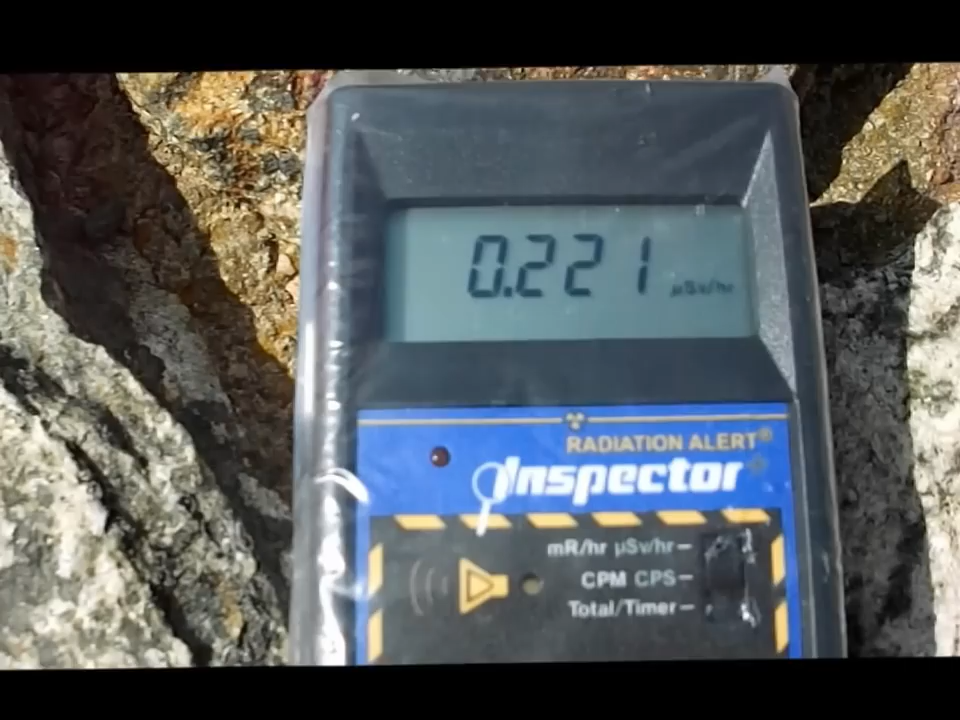 0.221 µSv/hr
RADIATION ALERT®
Inspector
mR/hr µSv/hr
CPM CPS
Total/Timer